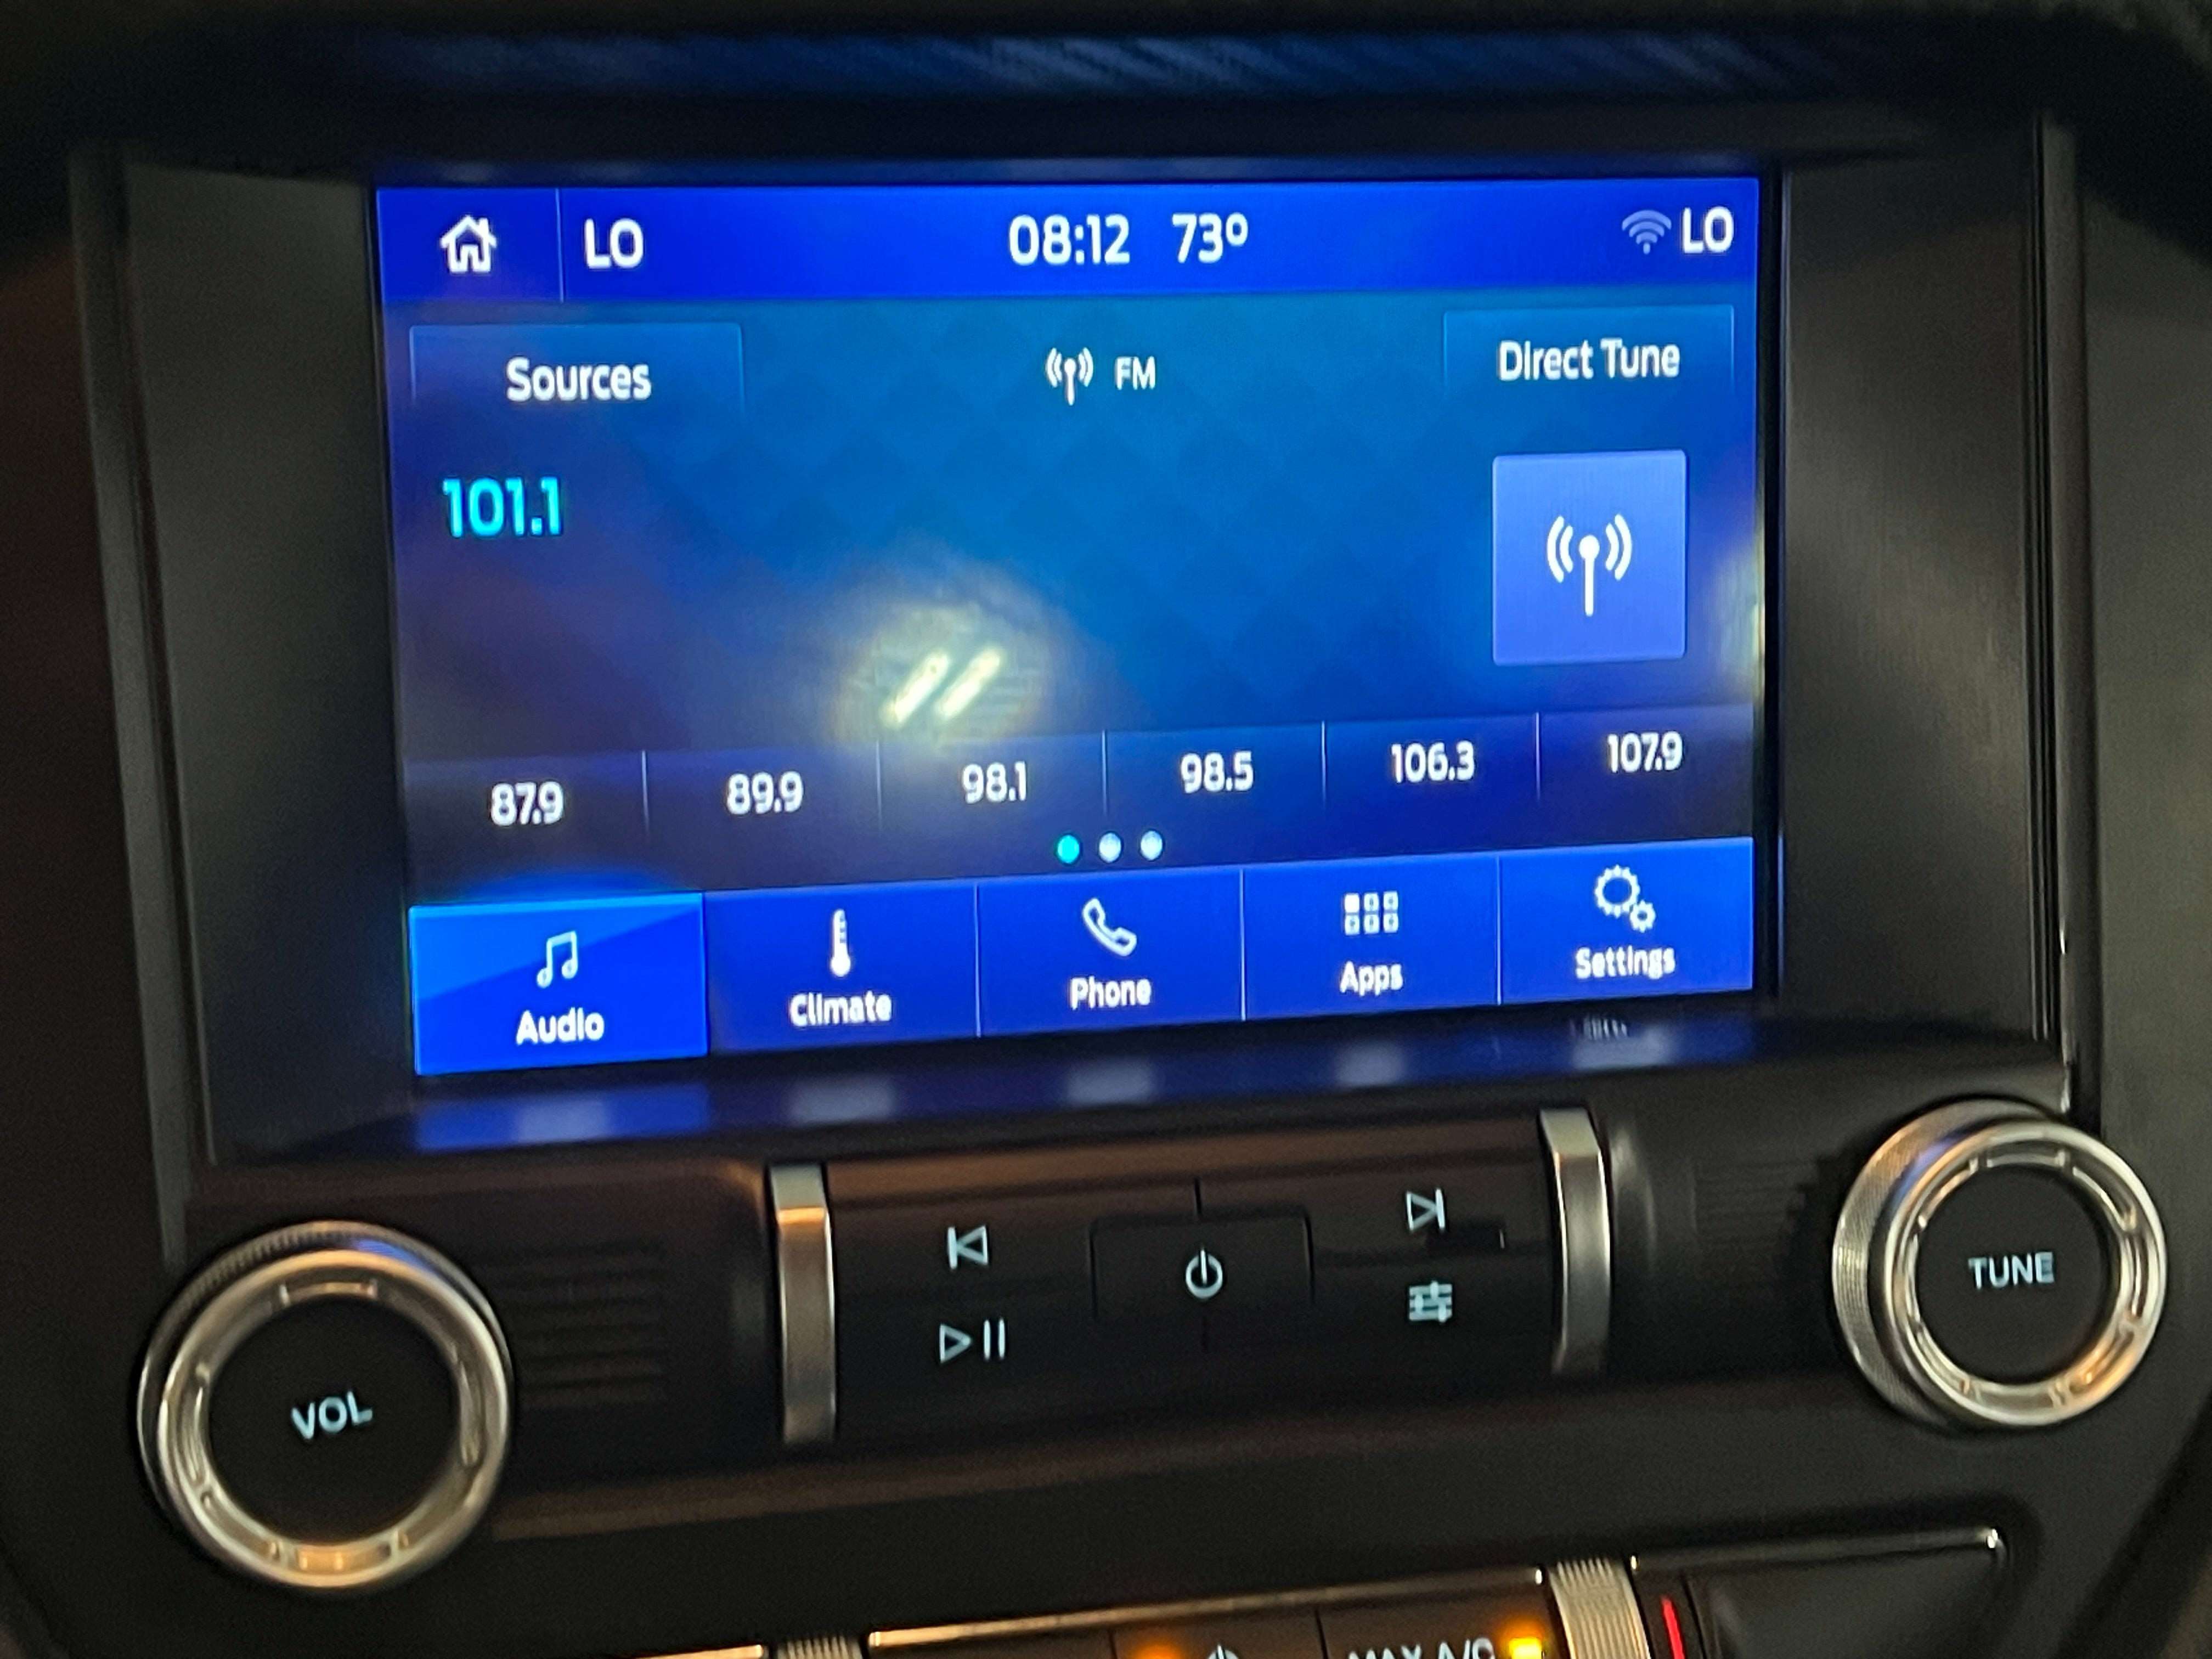 LO 08:12 73° LO
Sources FM Direct Tune
101.1
87.9 89.9 98.1 98.5 106.3 107.9
Audio Climate Phone Apps Settings
VOL TUNE
MAX A/C